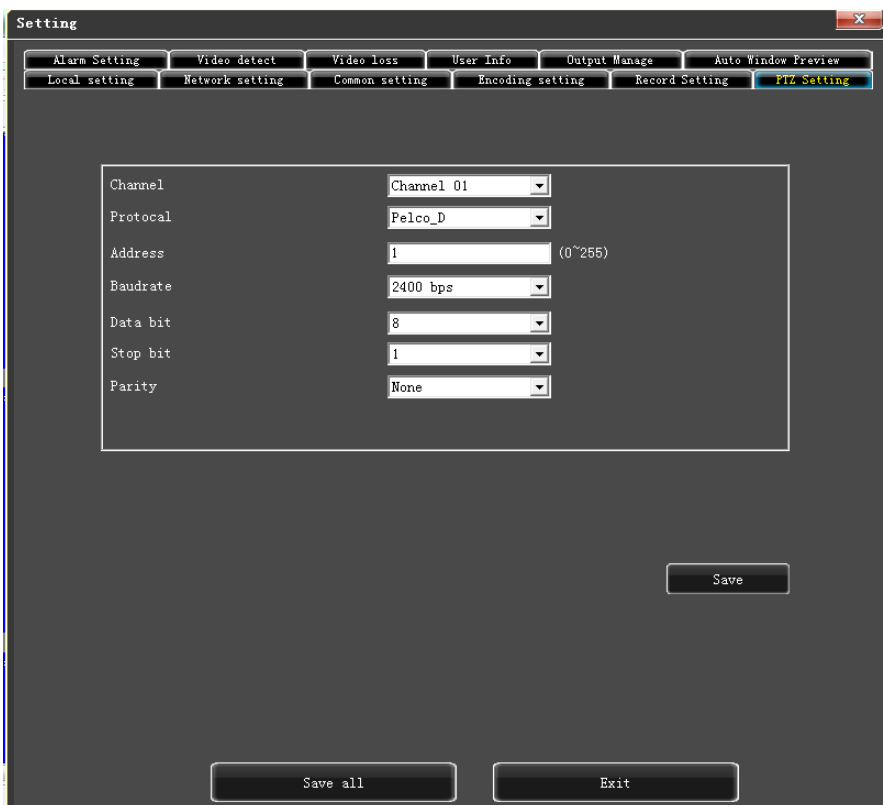 Setting
Alarm Setting Video detect Video loss User Info Output Manage Auto Window Preview
Local setting Network setting Common setting Encoding setting Record Setting PTZ Setting
Channel Channel 01
Protocal Pelco_D
Address 1 (0~255)
Baudrate 2400 bps
Data bit 8
Stop bit 1
Parity None
Save
Save all Exit